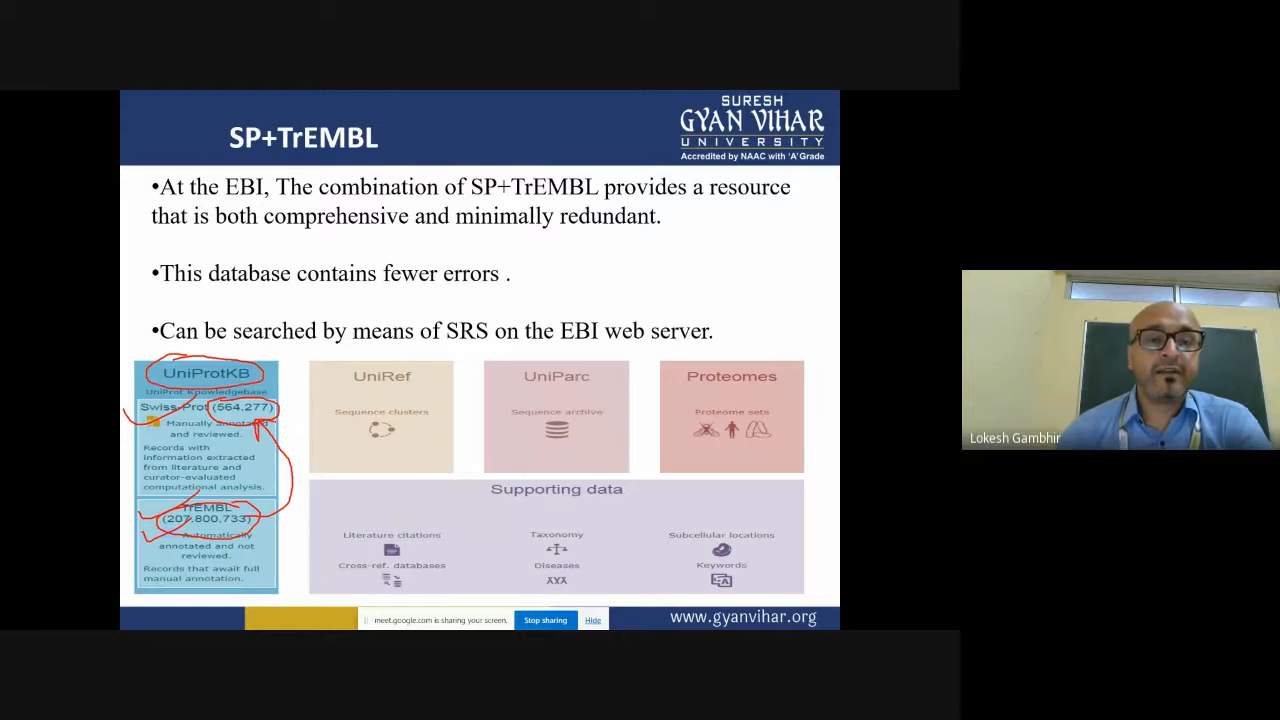 SP+TrEMBL
SURESH
GYAN VIHAR
UNIVERSITY
Accredited by NAAC with 'A' Grade
•At the EBI, The combination of SP+TrEMBL provides a resource
that is both comprehensive and minimally redundant.
•This database contains fewer errors .
•Can be searched by means of SRS on the EBI web server.
UniProtKB
UniProt Knowledgebase
Swiss-Prot (564,277)
Manually annotated
and reviewed.
Records with
information extracted
from literature and
curator-evaluated
computational analysis.
TrEMBL
(207,800,733)
Automatically
annotated and not
reviewed.
Records that await full
manual annotation.
UniRef
Sequence clusters
UniParc
Sequence archive
Proteomes
Proteome sets
Supporting data
Literature citations
Taxonomy
Subcellular locations
Cross-ref. databases
Diseases
Keywords
meet.google.com is sharing your screen.
Stop sharing
Hide
www.gyanvihar.org
Lokesh Gambhir